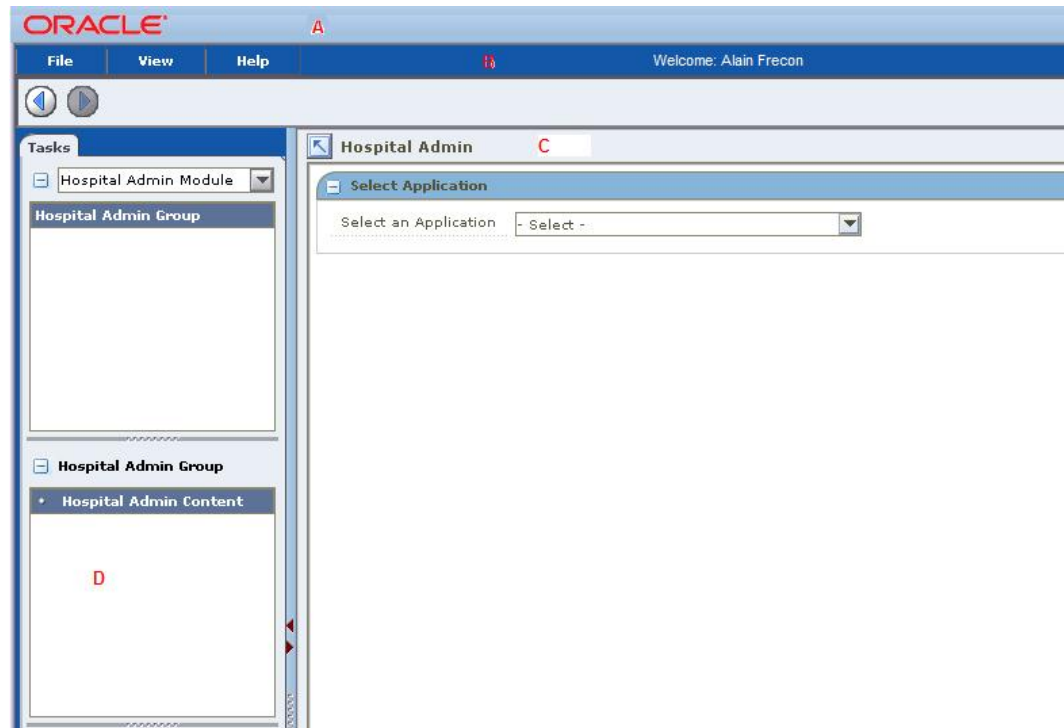 ORACLE A
File View Help B Welcome: Alain Frecon
Tasks
Hospital Admin C
Hospital Admin Module
Select Application
Hospital Admin Group
Select an Application - Select -
Hospital Admin Group
Hospital Admin Content
D